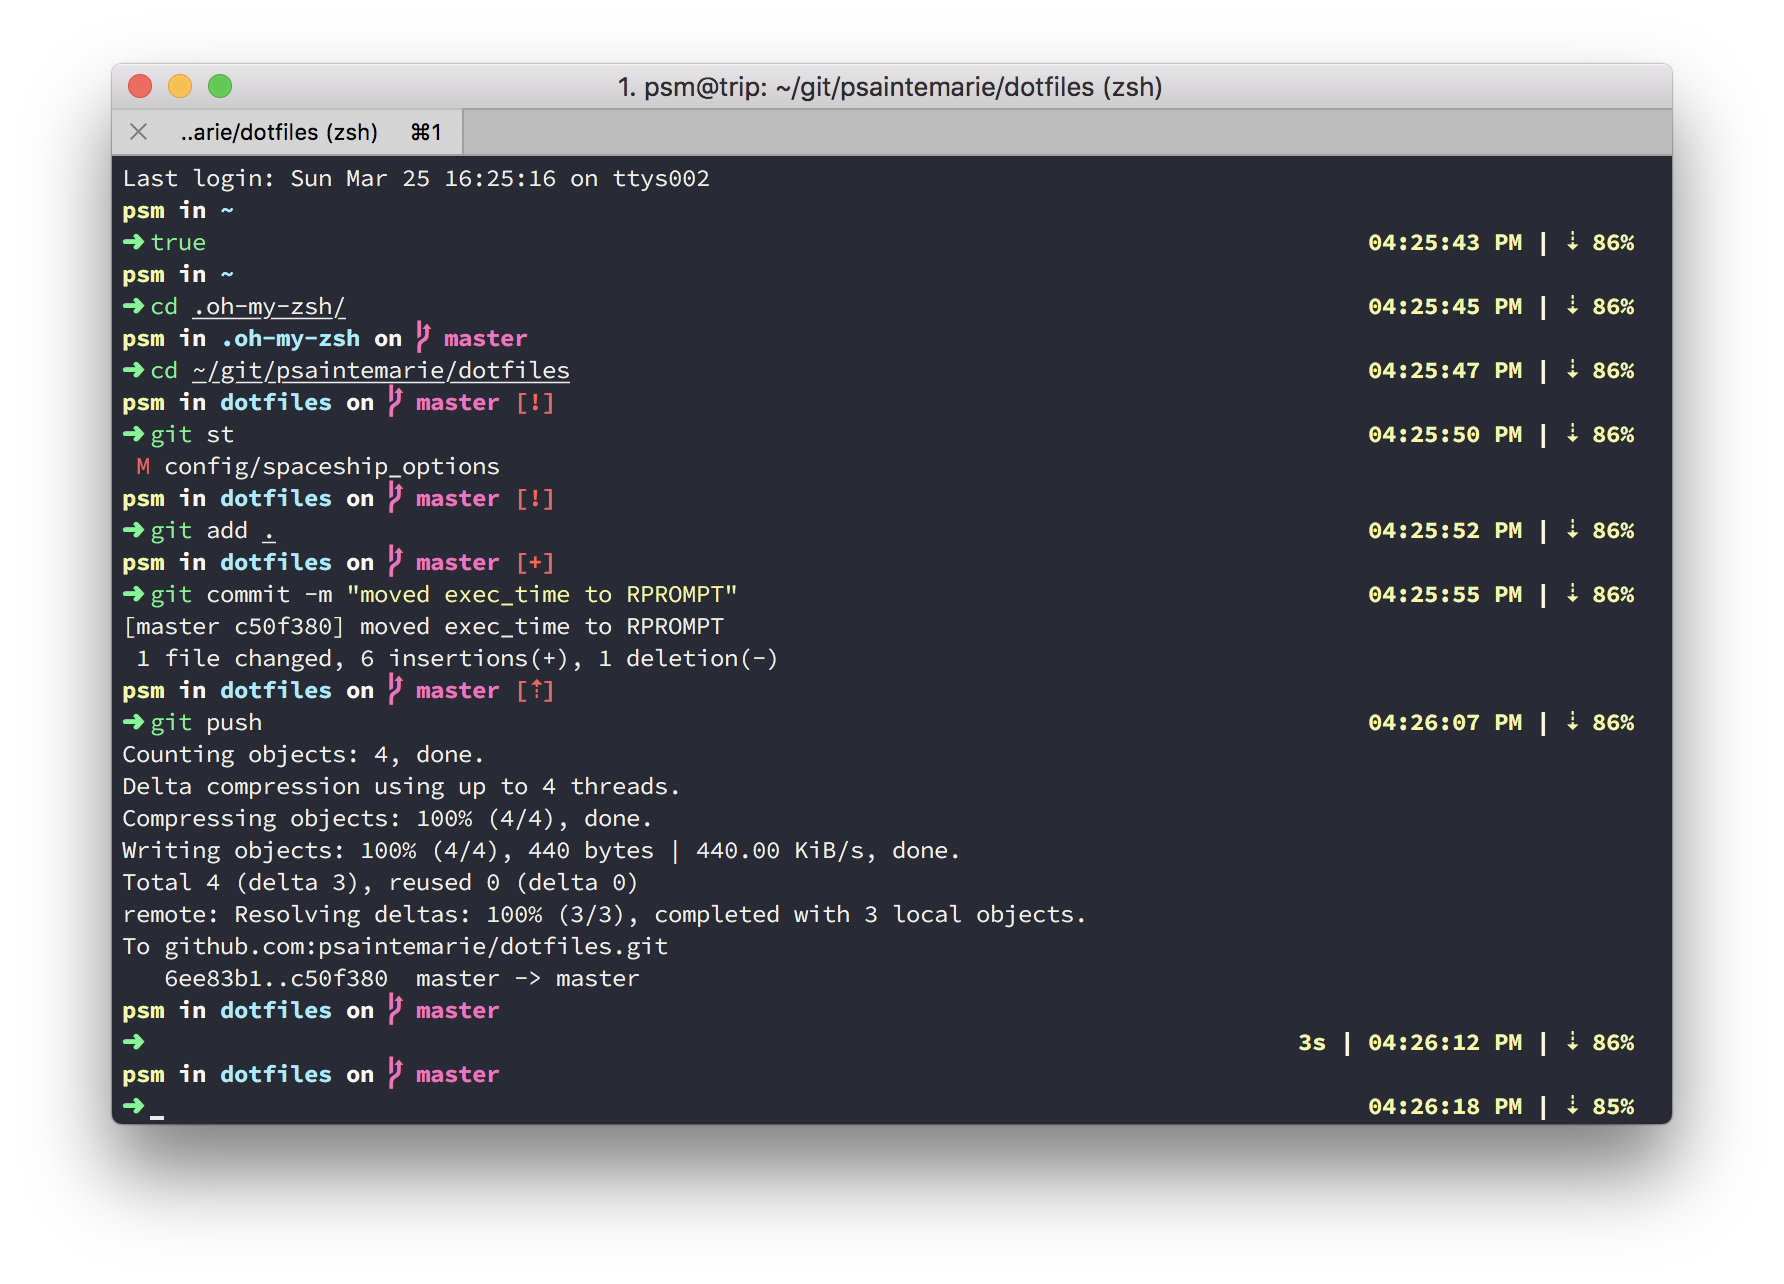 1. psm@trip: ~/git/psaintemarie/dotfiles (zsh)
..arie/dotfiles (zsh) ⌘1
Last login: Sun Mar 25 16:25:16 on ttys002
psm in ~
➜ true 04:25:43 PM | ⇣ 86%
psm in ~
➜ cd .oh-my-zsh/ 04:25:45 PM | ⇣ 86%
psm in .oh-my-zsh on master
➜ cd ~/git/psaintemarie/dotfiles 04:25:47 PM | ⇣ 86%
psm in dotfiles on master [!]
➜ git st 04:25:50 PM | ⇣ 86%
M config/spaceship_options
psm in dotfiles on master [!]
➜ git add . 04:25:52 PM | ⇣ 86%
psm in dotfiles on master [+]
➜ git commit -m "moved exec_time to RPROMPT" 04:25:55 PM | ⇣ 86%
[master c50f380] moved exec_time to RPROMPT
1 file changed, 6 insertions(+), 1 deletion(-)
psm in dotfiles on master [⇡]
➜ git push 04:26:07 PM | ⇣ 86%
Counting objects: 4, done.
Delta compression using up to 4 threads.
Compressing objects: 100% (4/4), done.
Writing objects: 100% (4/4), 440 bytes | 440.00 KiB/s, done.
Total 4 (delta 3), reused 0 (delta 0)
remote: Resolving deltas: 100% (3/3), completed with 3 local objects.
To github.com:psaintemarie/dotfiles.git
6ee83b1..c50f380 master -> master
psm in dotfiles on master
➜ 3s | 04:26:12 PM | ⇣ 86%
psm in dotfiles on master
➜ 04:26:18 PM | ⇣ 85%